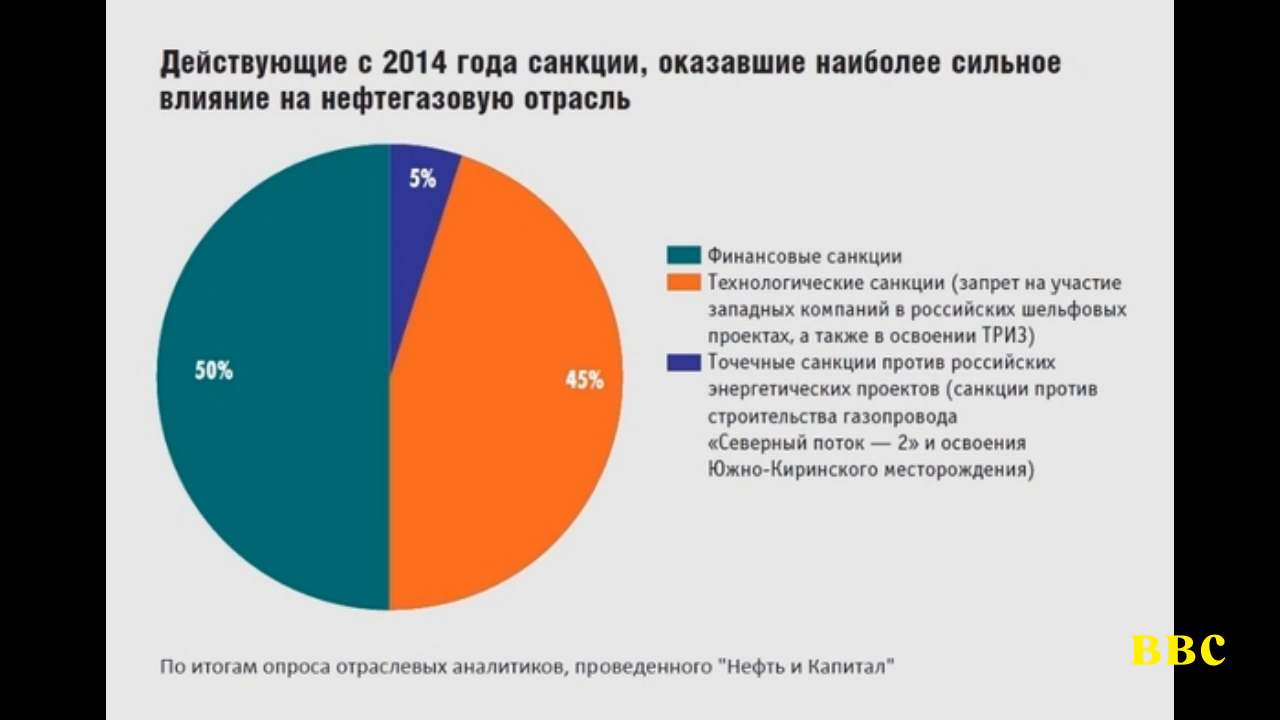 Действующие с 2014 года санкции, оказавшие наиболее сильное
влияние на нефтегазовую отрасль
5%
50%
45%
Финансовые санкции
Технологические санкции (запрет на участие
западных компаний в российских шельфовых
проектах, а также в освоении ТРИЗ)
Точечные санкции против российских
энергетических проектов (санкции против
строительства газопровода
«Северный поток — 2» и освоения
Южно-Киринского месторождения)
По итогам опроса отраслевых аналитиков, проведенного "Нефть и Капитал"
BBC